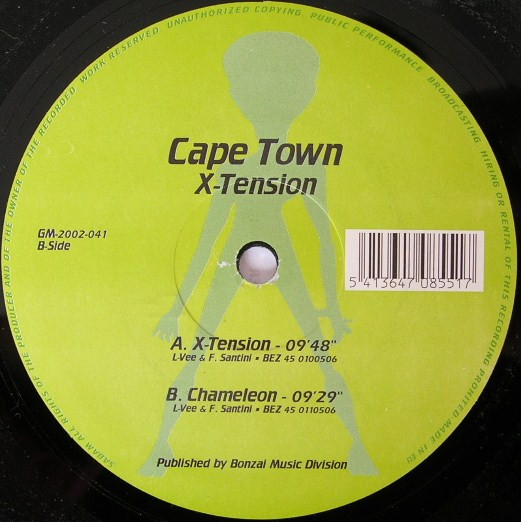 SABAM ALL RIGHTS OF THE PRODUCER AND OF THE OWNER OF THE RECORDED WORK RESERVED. UNAUTHORIZED COPYING, PUBLIC PERFORMANCE, BROADCASTING, HIRING OR RENTAL OF THIS RECORDING PROHIBITED MADE IN EU
Cape Town
X-Tension
GM-2002-041
B-Side
5 413647 085517
A. X-Tension - 09'48"
L-Vee & F. Santini • BEZ 45 0100506
B. Chameleon - 09'29"
L-Vee & F. Santini • BEZ 45 0110506
Published by Bonzai Music Division